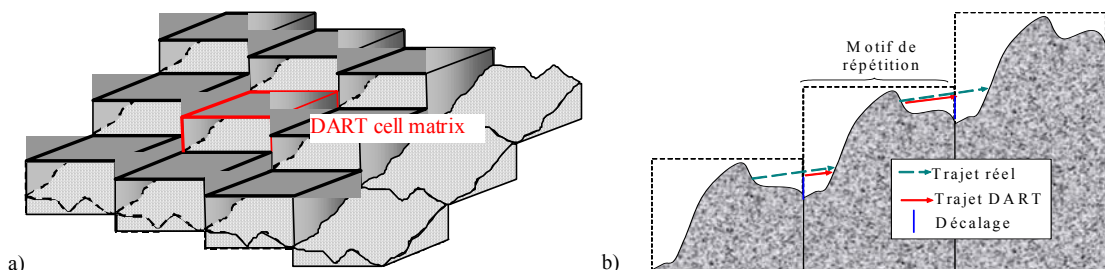 DART cell matrix
a)
Motif de
répétition
Trajet réel
Trajet DART
Décalage
b)